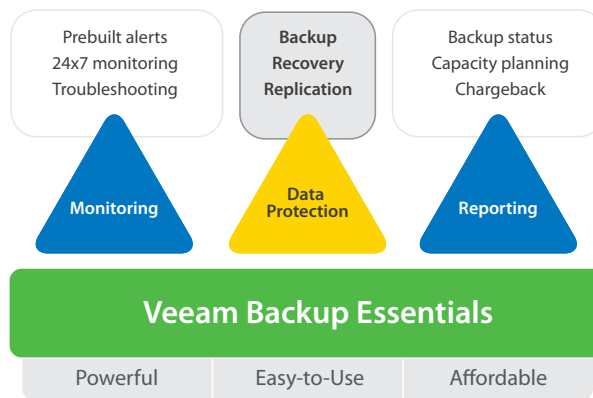 Prebuilt alerts
24x7 monitoring
Troubleshooting
Backup
Recovery
Replication
Backup status
Capacity planning
Chargeback
Monitoring
Data
Protection
Reporting
Veeam Backup Essentials
Powerful
Easy-to-Use
Affordable